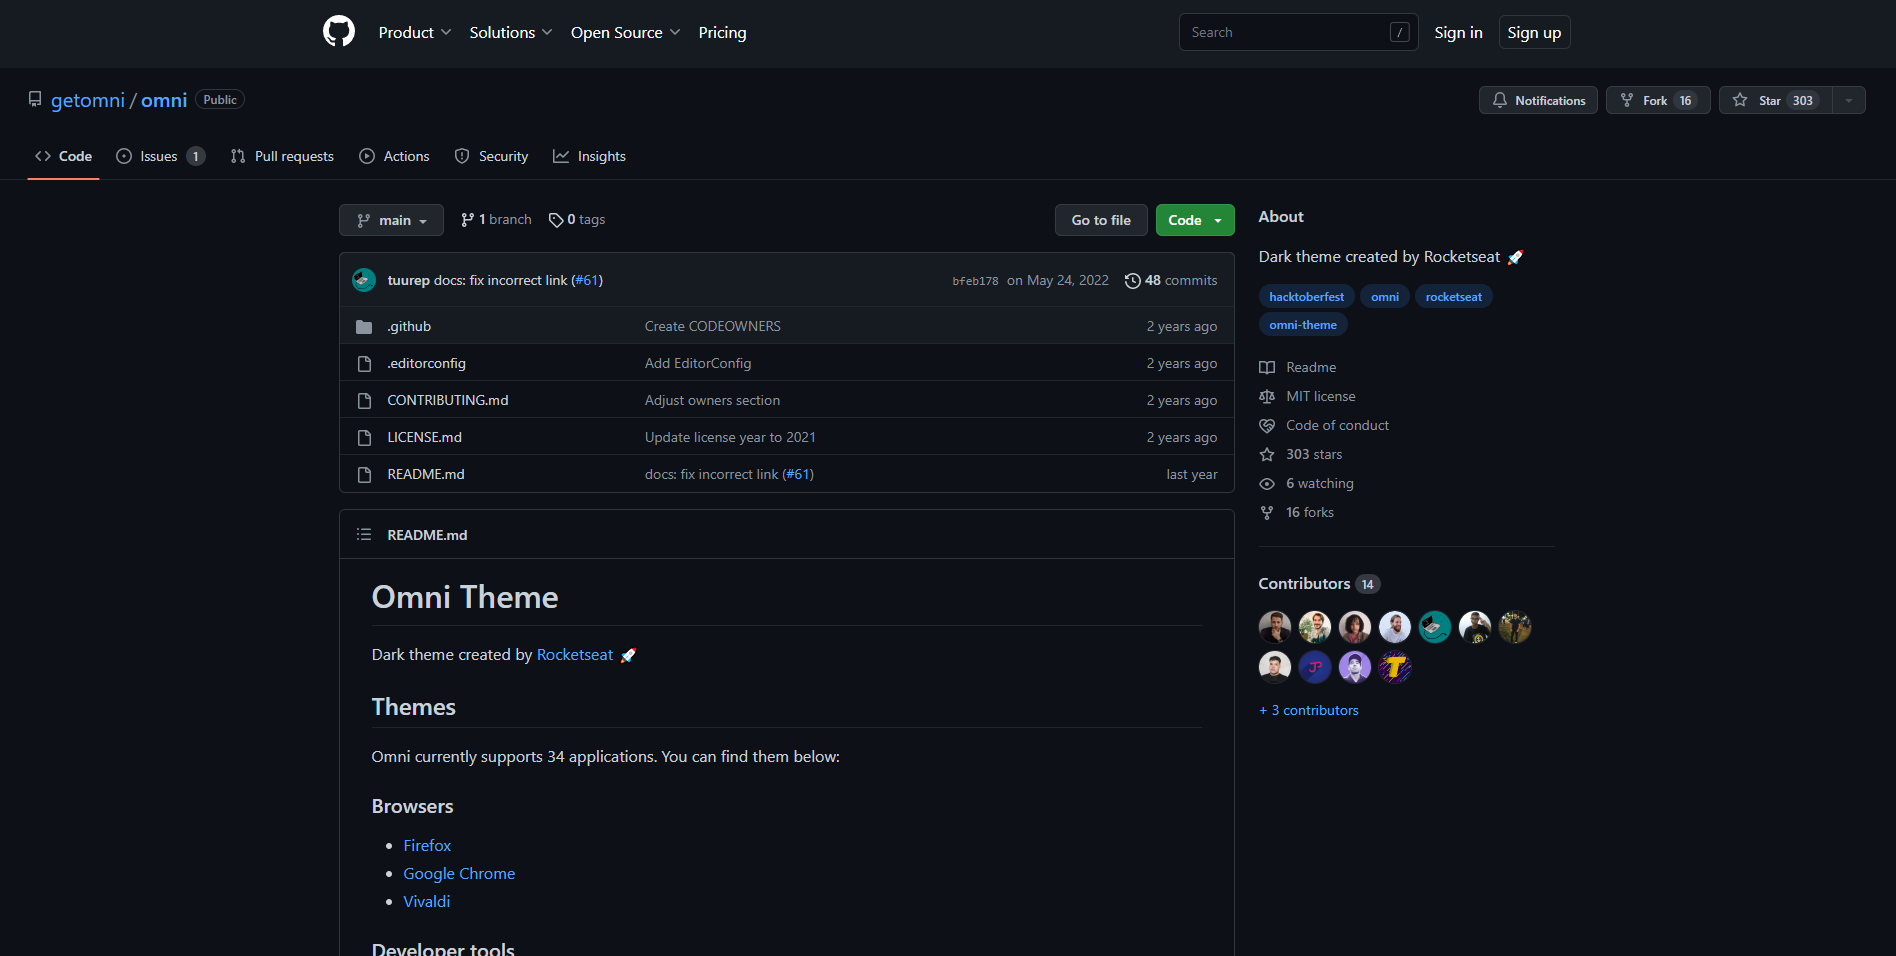 Product Solutions Open Source Pricing Search / Sign in Sign up
getomni / omni Public Notifications Fork 16 Star 303
Code Issues 1 Pull requests Actions Security Insights
main 1 branch 0 tags Go to file Code
tuurep docs: fix incorrect link (#61) bfeb178 on May 24, 2022 48 commits
.github Create CODEOWNERS 2 years ago
.editorconfig Add EditorConfig 2 years ago
CONTRIBUTING.md Adjust owners section 2 years ago
LICENSE.md Update license year to 2021 2 years ago
README.md docs: fix incorrect link (#61) last year
README.md
Omni Theme
Dark theme created by Rocketseat 🚀
Themes
Omni currently supports 34 applications. You can find them below:
Browsers
Firefox
Google Chrome
Vivaldi
Developer tools
About
Dark theme created by Rocketseat 🚀
hacktoberfest omni rocketseat
omni-theme
Readme
MIT license
Code of conduct
303 stars
6 watching
16 forks
Contributors 14
JP T
+ 3 contributors